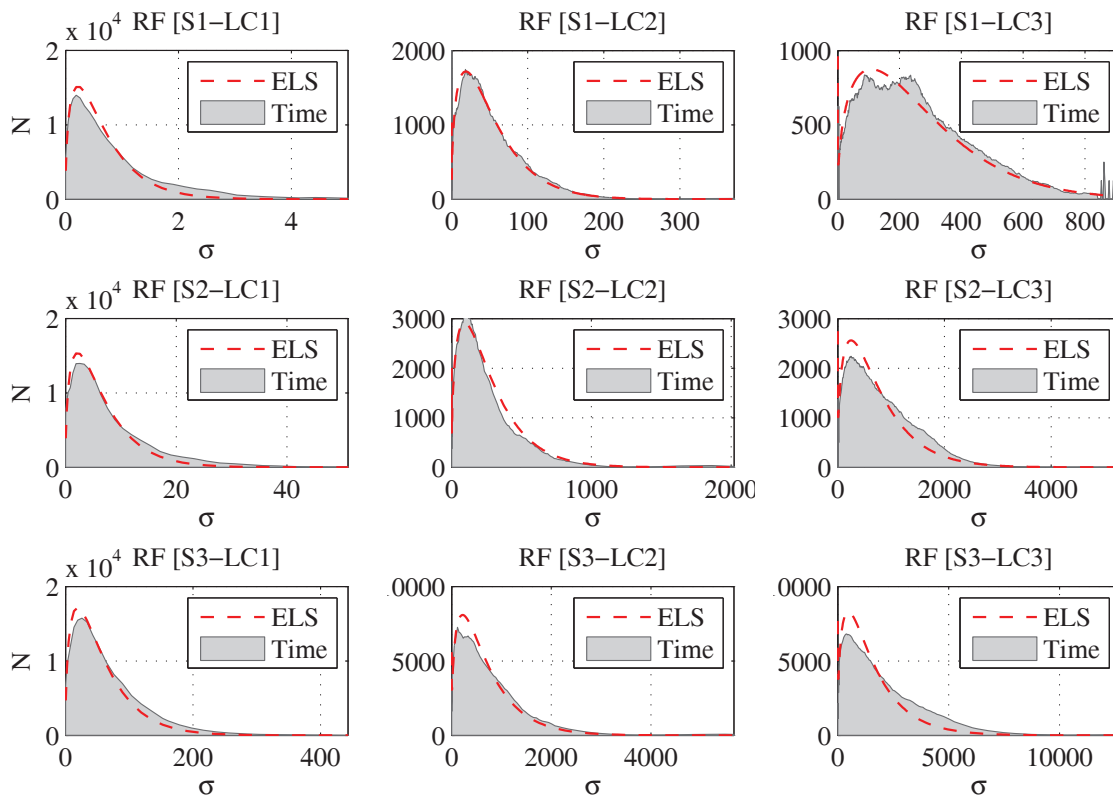 RF [S1−LC1]
x 10^4
2
1
0
N
0 2 4
σ
ELS
Time
RF [S1−LC2]
2000
1000
0
0 100 200 300
σ
ELS
Time
RF [S1−LC3]
1000
500
0
0 200 400 600 800
σ
ELS
Time
RF [S2−LC1]
x 10^4
2
1
0
N
0 20 40
σ
ELS
Time
RF [S2−LC2]
3000
2000
1000
0
0 1000 2000
σ
ELS
Time
RF [S2−LC3]
3000
2000
1000
0
0 2000 4000
σ
ELS
Time
RF [S3−LC1]
x 10^4
2
1
0
N
0 200 400
σ
ELS
Time
RF [S3−LC2]
0000
5000
0
0 2000 4000
σ
ELS
Time
RF [S3−LC3]
0000
5000
0
0 5000 10000
σ
ELS
Time